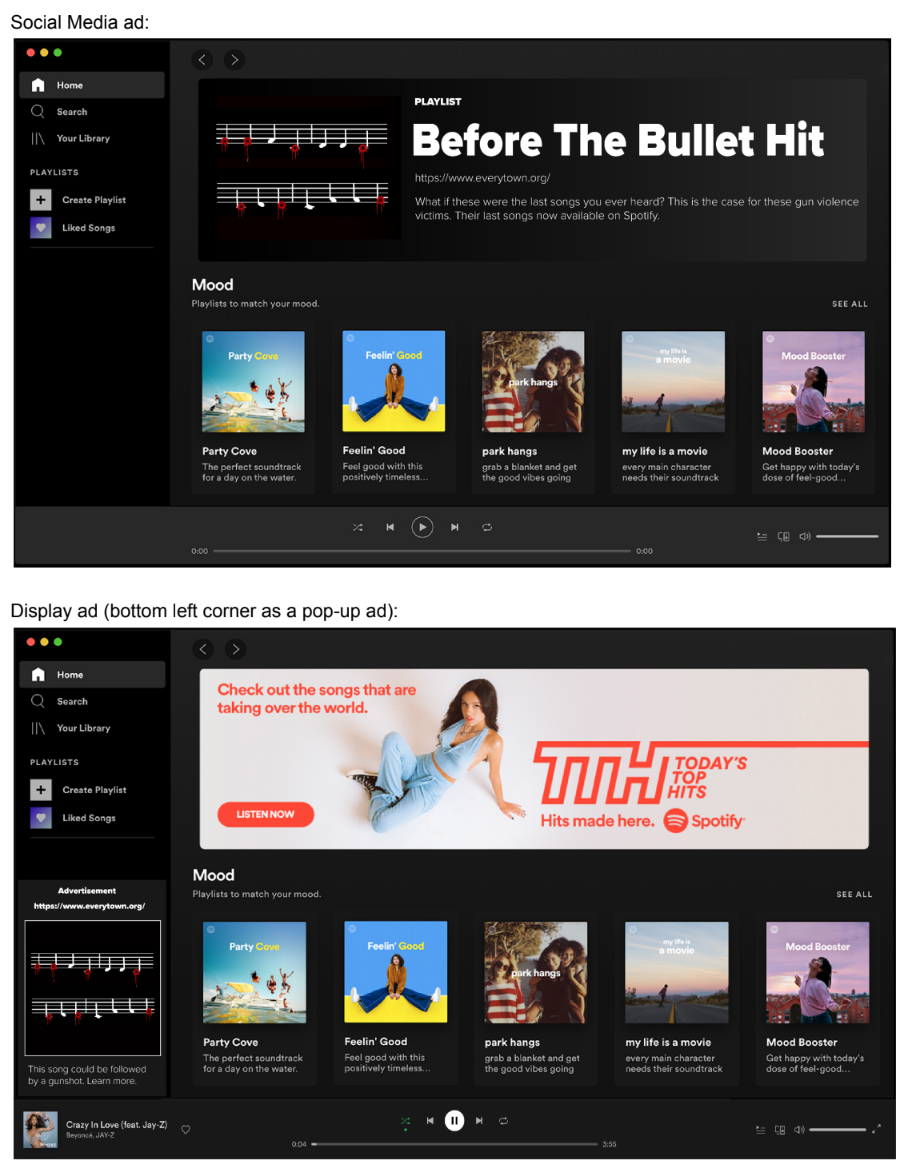 Social Media ad:
Home
Search
Your Library
PLAYLISTS
Create Playlist
Liked Songs
PLAYLIST
Before The Bullet Hit
https://www.everytown.org/
What if these were the last songs you ever heard? This is the case for these gun violence
victims. Their last songs now available on Spotify.
Mood
Playlists to match your mood.
SEE ALL
Party Cove
Feelin' Good
park hangs
my life is
a movie
Mood Booster
Party Cove
The perfect soundtrack
for a day on the water.
Feelin' Good
Feel good with this
positively timeless...
park hangs
grab a blanket and get
the good vibes going
my life is a movie
every main character
needs their soundtrack
Mood Booster
Get happy with today's
dose of feel-good...
0:00
0:00
Display ad (bottom left corner as a pop-up ad):
Home
Search
Your Library
PLAYLISTS
Create Playlist
Liked Songs
Advertisement
https://www.everytown.org/
This song could be followed
by a gunshot. Learn more.
Check out the songs that are
taking over the world.
LISTEN NOW
TTH
TODAY'S
TOP
HITS
Hits made here.
Spotify
Mood
Playlists to match your mood.
SEE ALL
Party Cove
Feelin' Good
park hangs
my life is
a movie
Mood Booster
Party Cove
The perfect soundtrack
for a day on the water.
Feelin' Good
Feel good with this
positively timeless...
park hangs
grab a blanket and get
the good vibes going
my life is a movie
every main character
needs their soundtrack
Mood Booster
Get happy with today's
dose of feel-good...
Crazy In Love (feat. Jay-Z)
Beyoncé, JAY-Z
0:04
3:55